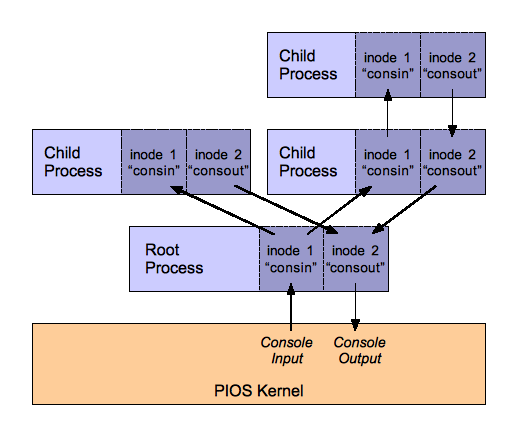 Child
Process
inode 1
“consin”
inode 2
“consout”
Child
Process
inode 1
“consin”
inode 2
“consout”
Child
Process
inode 1
“consin”
inode 2
“consout”
Root
Process
inode 1
“consin”
inode 2
“consout”
Console
Input
Console
Output
PIOS Kernel